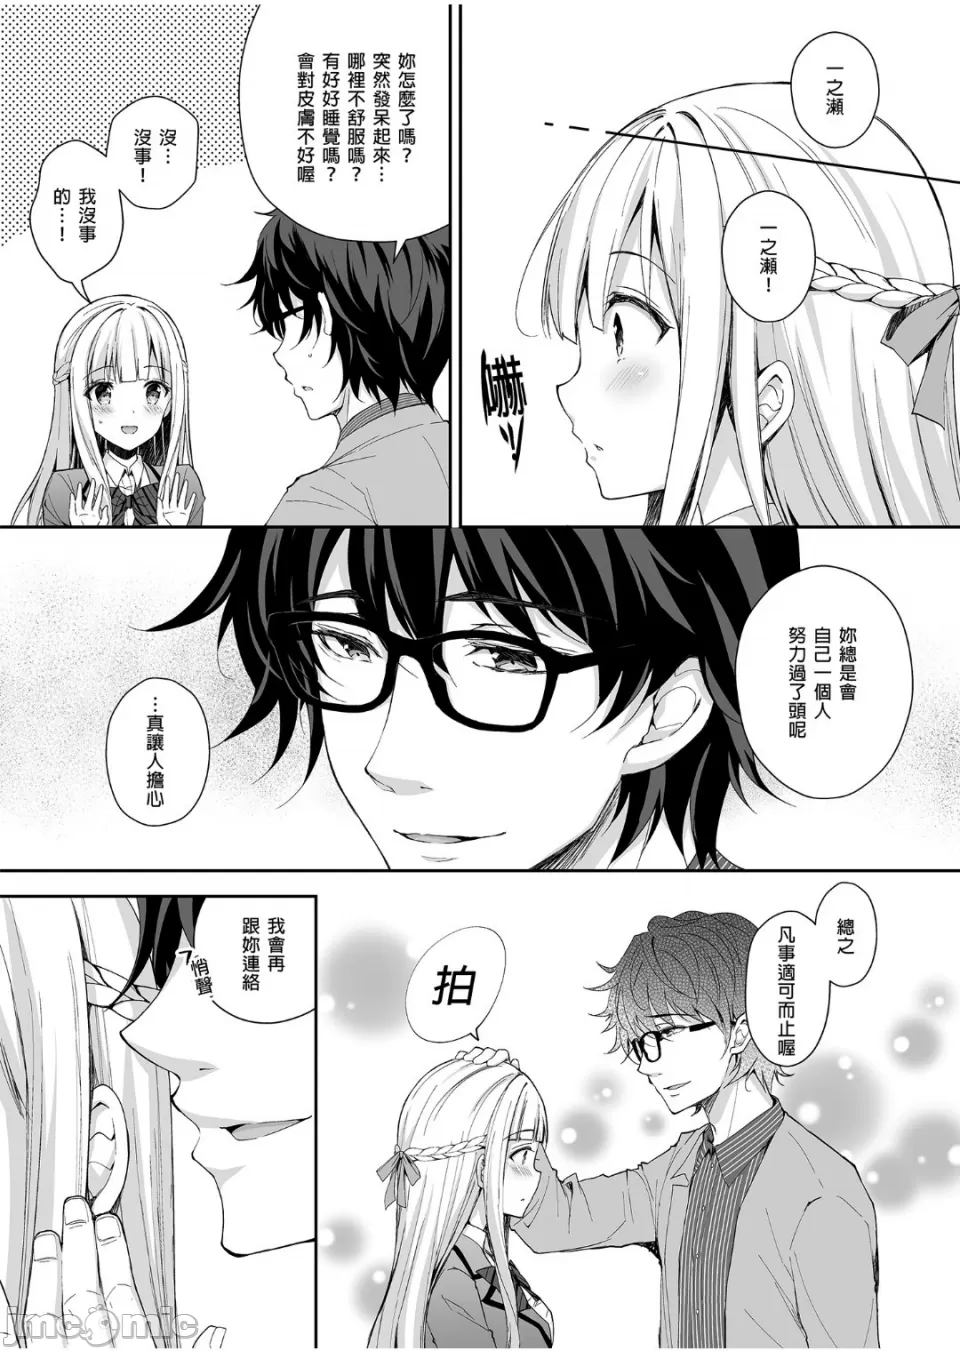 一之瀨
一之瀨！
嚇ッ
妳怎麼了嗎？
突然發呆起來…
哪裡不舒服嗎？
有好好睡覺嗎？
會對皮膚不好喔
沒…
沒事！
我沒事
的…！
妳總是會
自己一個人
努力過了頭呢
…真讓人擔心
總之
凡事適可而止喔
拍
我會再
跟妳連絡
悄聲
jmcomic